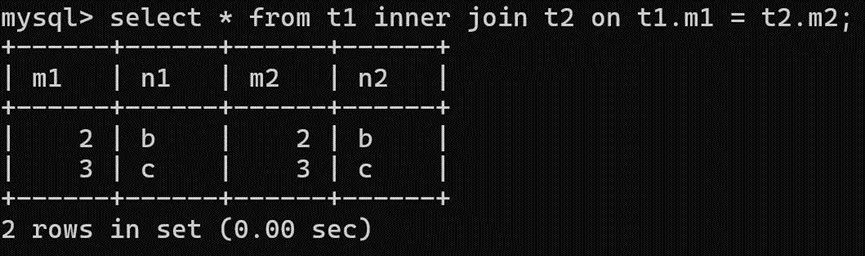 mysql> select * from t1 inner join t2 on t1.m1 = t2.m2;
+------+------+------+------+
| m1   | n1   | m2   | n2   |
+------+------+------+------+
|    2 | b    |    2 | b    |
|    3 | c    |    3 | c    |
+------+------+------+------+
2 rows in set (0.00 sec)